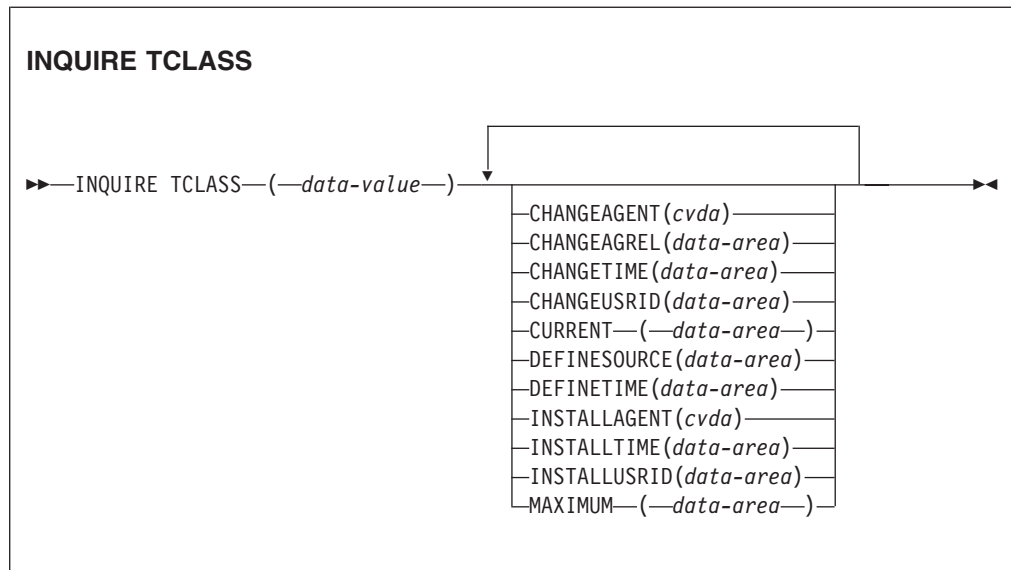 INQUIRE TCLASS
INQUIRE TCLASS ( data-value )
CHANGEAGENT(cvda)
CHANGEAGREL(data-area)
CHANGETIME(data-area)
CHANGEUSRID(data-area)
CURRENT ( data-area )
DEFINESOURCE(data-area)
DEFINETIME(data-area)
INSTALLAGENT(cvda)
INSTALLTIME(data-area)
INSTALLUSRID(data-area)
MAXIMUM ( data-area )